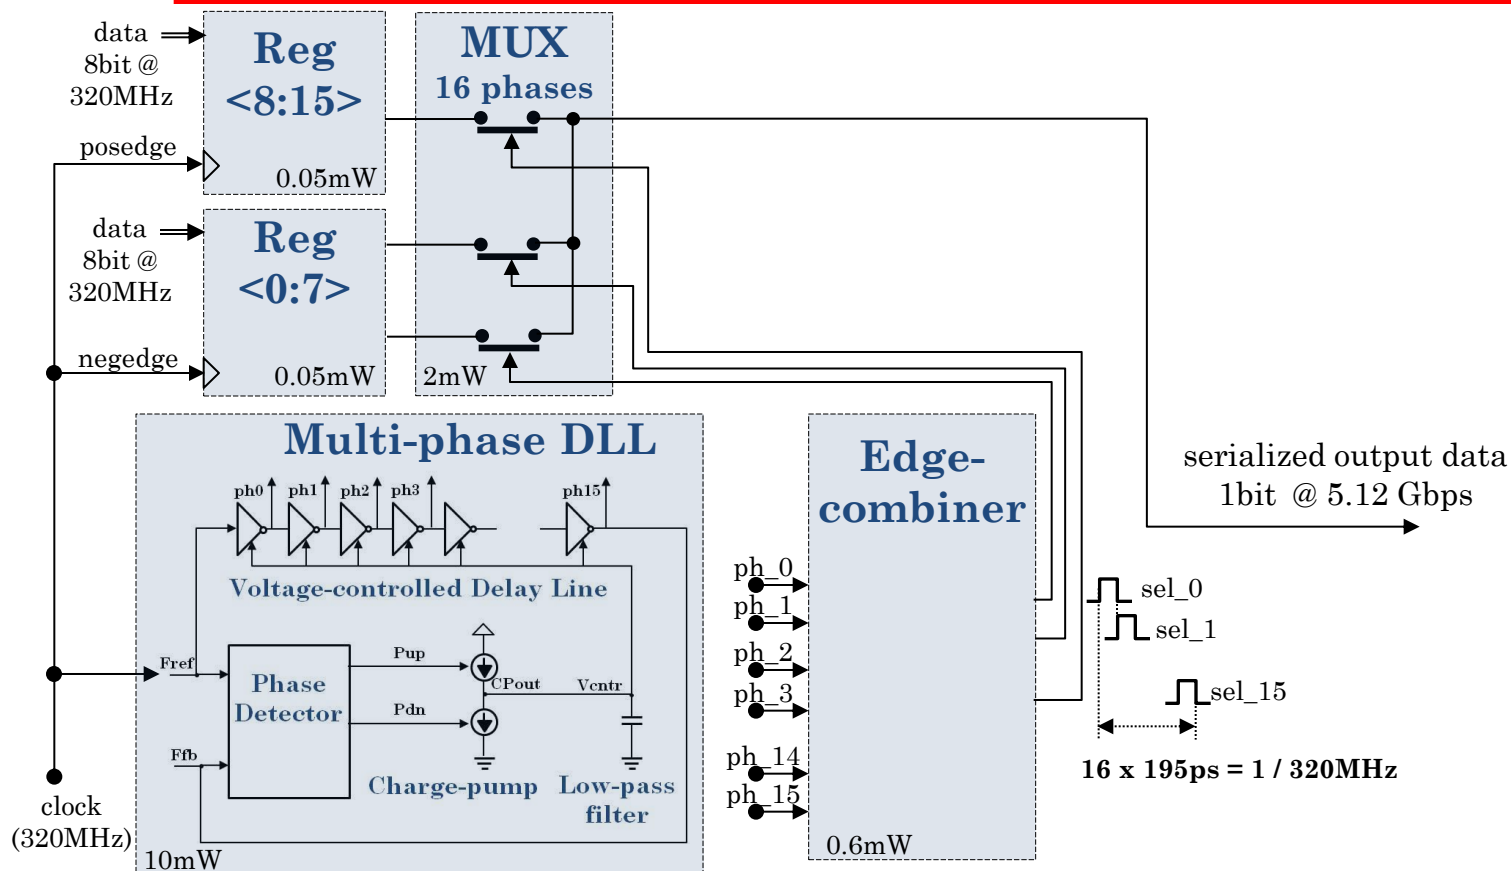 data
8bit @
320MHz
posedge
Reg
<8:15>
0.05mW
MUX
16 phases
data
8bit @
320MHz
negedge
Reg
<0:7>
0.05mW
2mW
Multi-phase DLL
ph0
ph1
ph2
ph3
ph15
Voltage-controlled Delay Line
Fref
Phase
Detector
Pup
Pdn
CPout
Vcntr
Ffb
Charge-pump
Low-pass
filter
10mW
clock
(320MHz)
Edge-
combiner
ph_0
ph_1
ph_2
ph_3
ph_14
ph_15
0.6mW
serialized output data
1bit @ 5.12 Gbps
sel_0
sel_1
sel_15
16 x 195ps = 1 / 320MHz